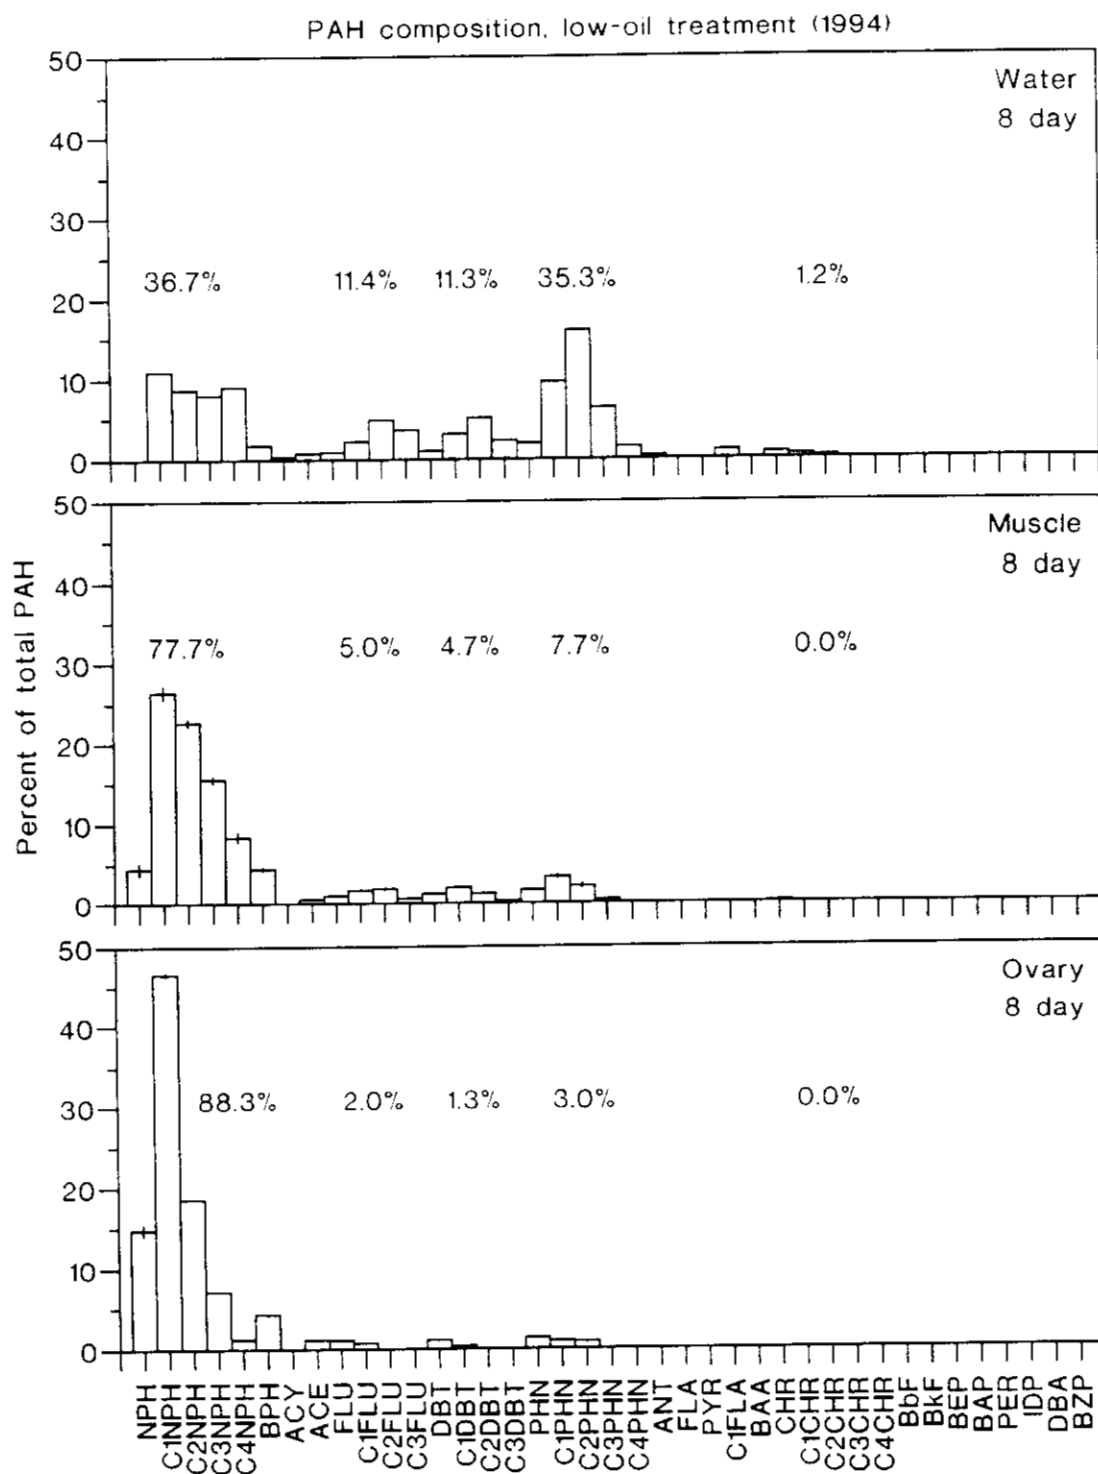 PAH composition, low-oil treatment (1994)
Percent of total PAH
50
40
30
20
10
0
Water
8 day
36.7% 11.4% 11.3% 35.3% 1.2%
50
40
30
20
10
0
Muscle
8 day
77.7% 5.0% 4.7% 7.7% 0.0%
50
40
30
20
10
0
Ovary
8 day
88.3% 2.0% 1.3% 3.0% 0.0%
NPH
C1NPH
C2NPH
C3NPH
C4NPH
BPH
ACY
ACE
FLU
C1FLU
C2FLU
C3FLU
DBT
C1DBT
C2DBT
C3DBT
PHN
C1PHN
C2PHN
C3PHN
C4PHN
ANT
FLA
PYR
C1FLA
BAA
CHR
C1CHR
C2CHR
C3CHR
C4CHR
BbF
BkF
BEP
BAP
PER
IDP
DBA
BZP